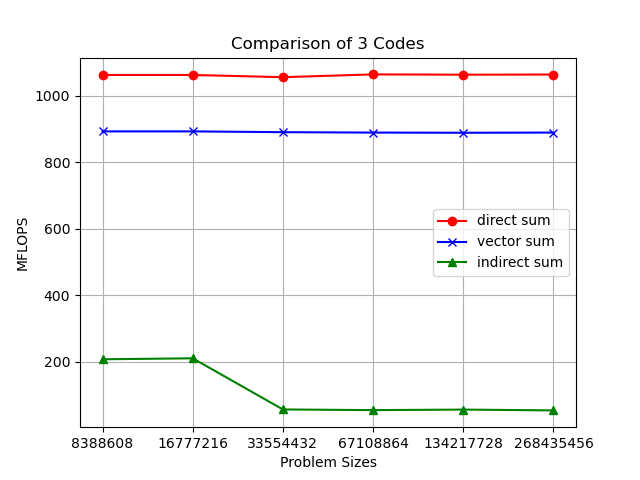 Comparison of 3 Codes
1000
800
600
400
200
MFLOPS
direct sum
vector sum
indirect sum
8388608 16777216 33554432 67108864 134217728 268435456
Problem Sizes